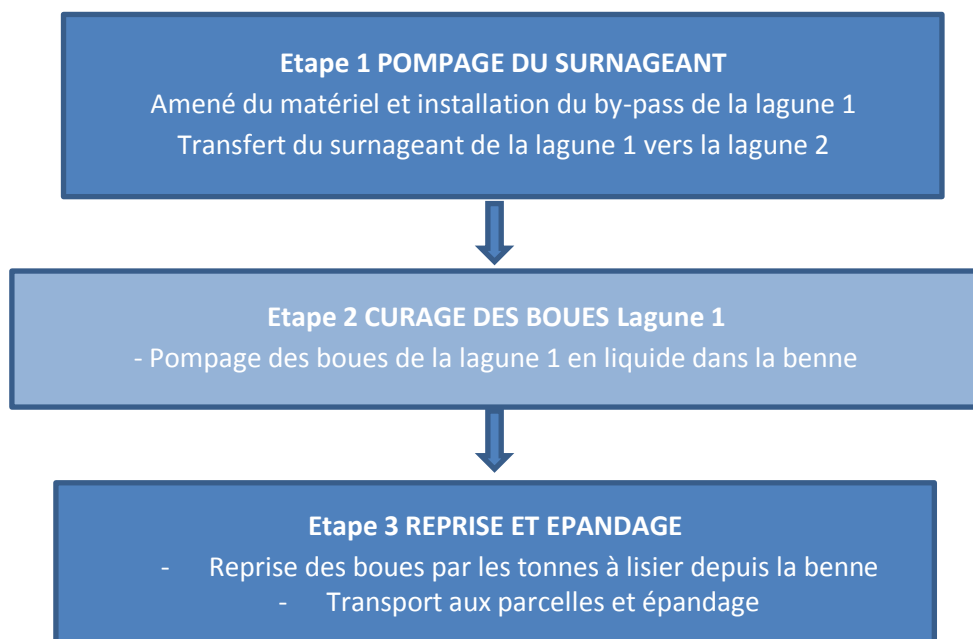 Etape 1 POMPAGE DU SURNAGEANT
Amené du matériel et installation du by-pass de la lagune 1
Transfert du surnageant de la lagune 1 vers la lagune 2
Etape 2 CURAGE DES BOUES Lagune 1
- Pompage des boues de la lagune 1 en liquide dans la benne
Etape 3 REPRISE ET EPANDAGE
- Reprise des boues par les tonnes à lisier depuis la benne
- Transport aux parcelles et épandage